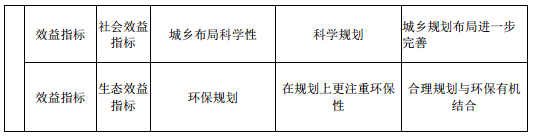 效益指标 社会效益指标 城乡布局科学性 科学规划 城乡规划布局进一步完善
效益指标 生态效益指标 环保规划 在规划上更注重环保性 合理规划与环保有机结合